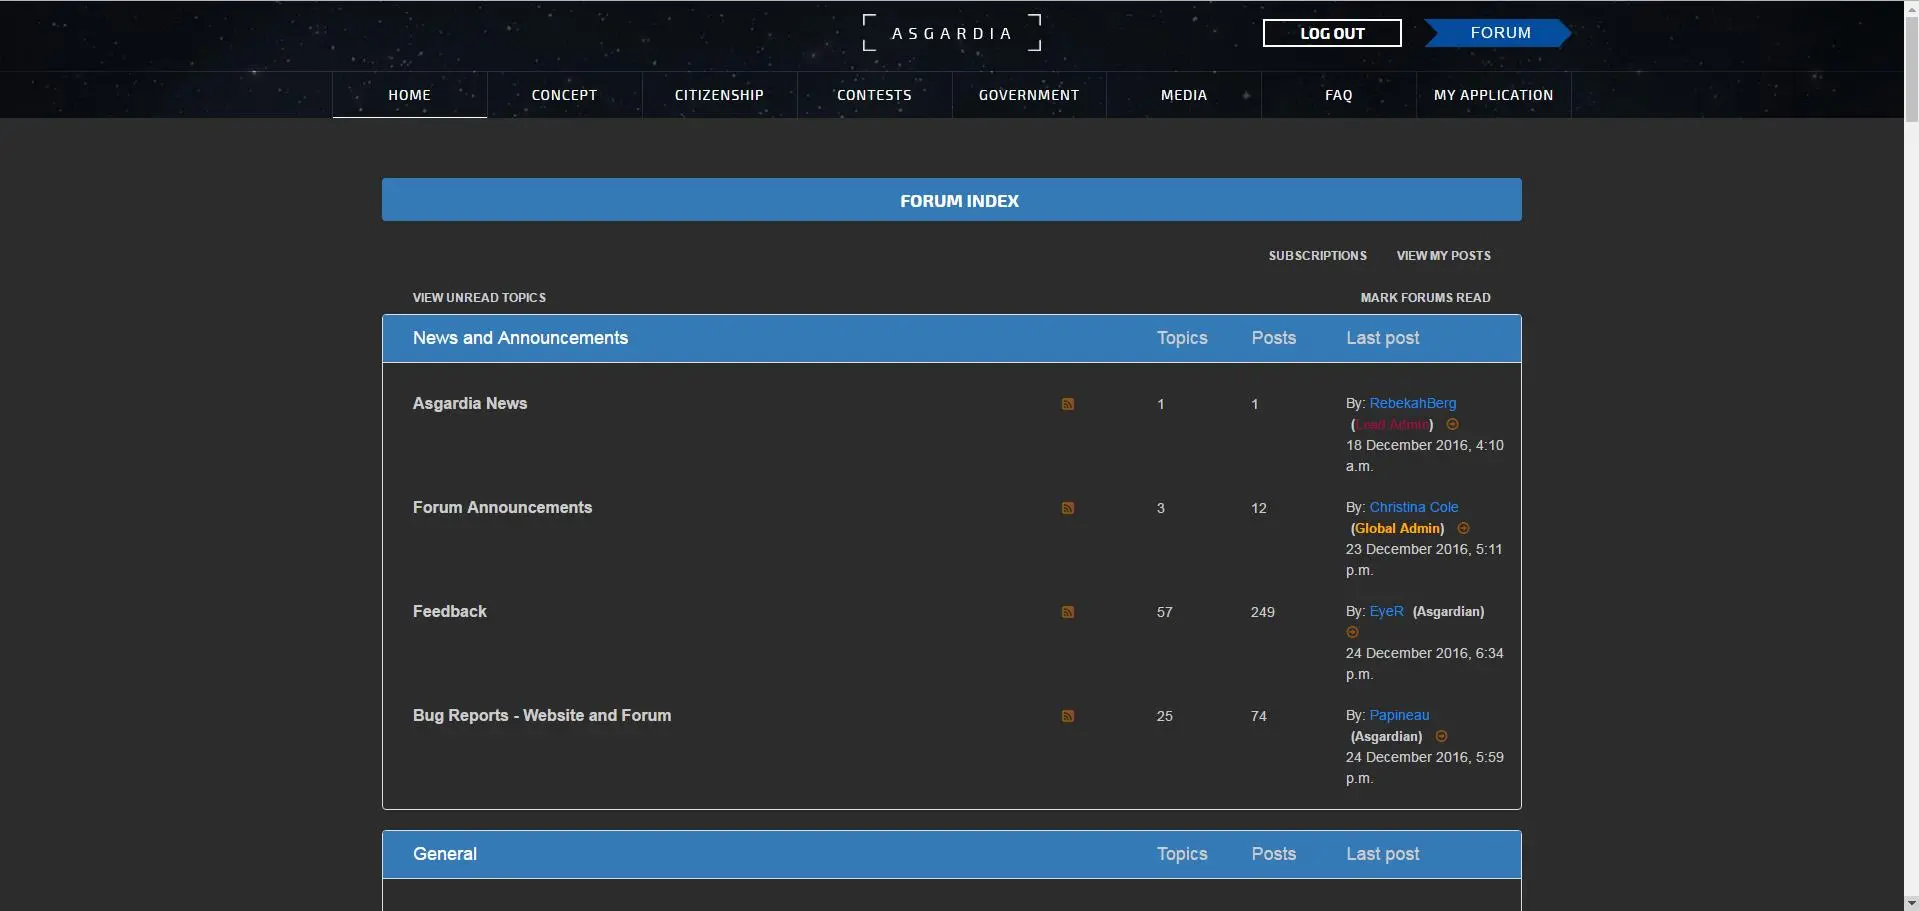 ASGARDIA
LOG OUT
FORUM
HOME CONCEPT CITIZENSHIP CONTESTS GOVERNMENT MEDIA FAQ MY APPLICATION
FORUM INDEX
SUBSCRIPTIONS VIEW MY POSTS
VIEW UNREAD TOPICS MARK FORUMS READ
News and Announcements Topics Posts Last post
Asgardia News 1 1 By: RebekahBerg
(Lead Admin)
18 December 2016, 4:10
a.m.
Forum Announcements 3 12 By: Christina Cole
(Global Admin)
23 December 2016, 5:11
p.m.
Feedback 57 249 By: EyeR (Asgardian)
24 December 2016, 6:34
p.m.
Bug Reports - Website and Forum 25 74 By: Papineau
(Asgardian)
24 December 2016, 5:59
p.m.
General Topics Posts Last post